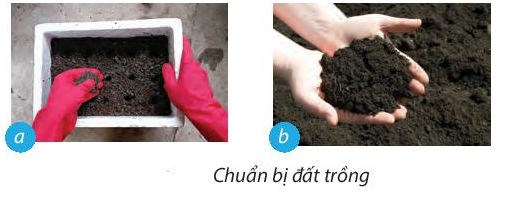 a
b
Chuẩn bị đất trồng